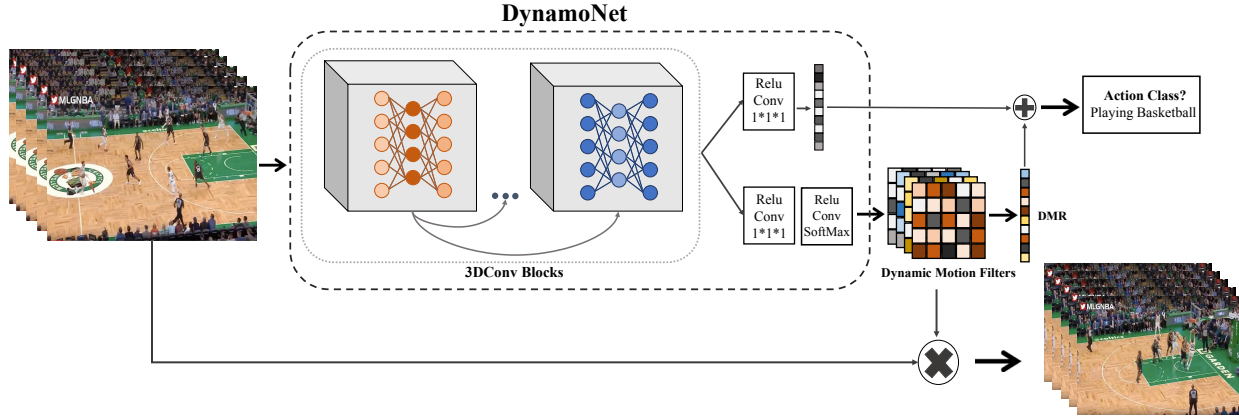 DynamoNet
MLGNBA
Relu
Conv
1*1*1
Action Class?
Playing Basketball
Relu
Conv
1*1*1
Relu
Conv
SoftMax
DMR
3DConv Blocks
Dynamic Motion Filters
MLGNBA
GARDEN